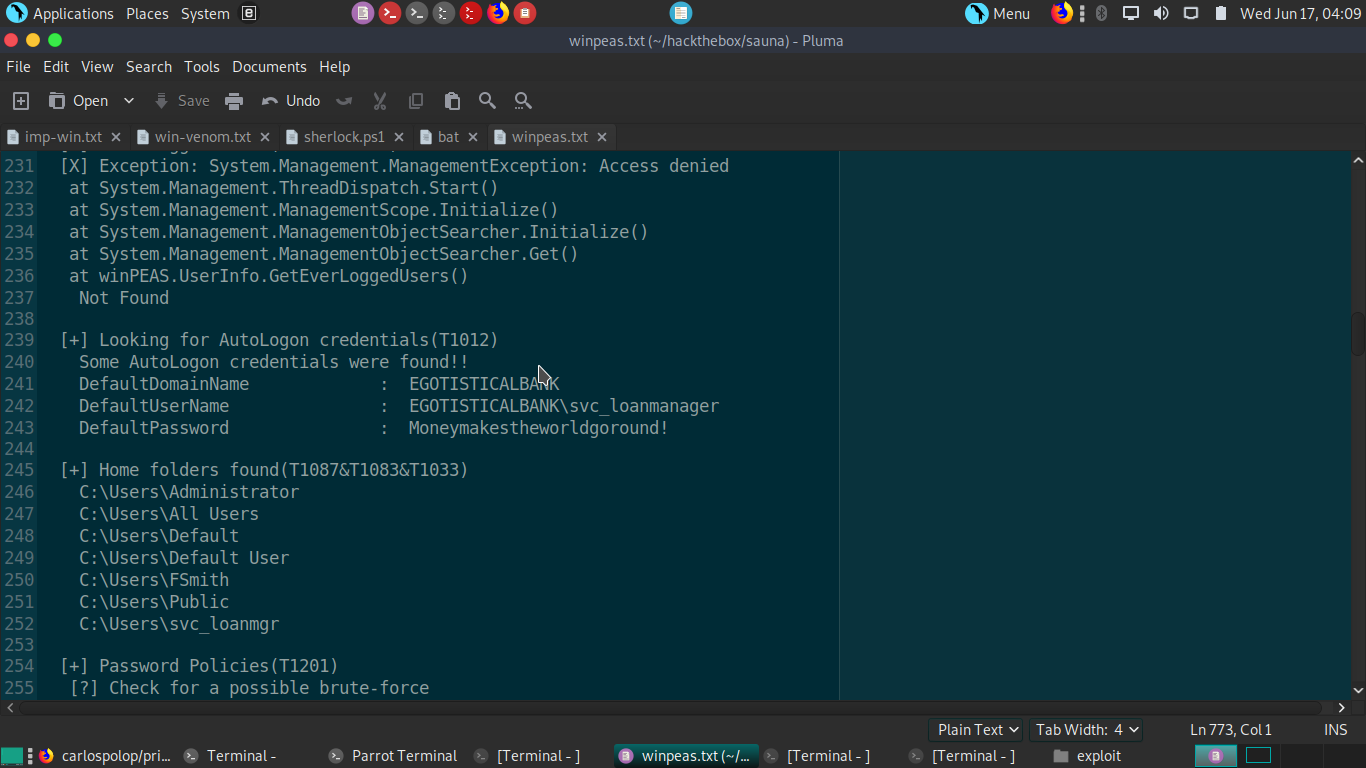 Applications Places System Menu Wed Jun 17, 04:09
winpeas.txt (~/hackthebox/sauna) - Pluma
File Edit View Search Tools Documents Help
Open Save Undo
imp-win.txt win-venom.txt sherlock.ps1 bat winpeas.txt
231 [X] Exception: System.Management.ManagementException: Access denied
232 at System.Management.ThreadDispatch.Start()
233 at System.Management.ManagementScope.Initialize()
234 at System.Management.ManagementObjectSearcher.Initialize()
235 at System.Management.ManagementObjectSearcher.Get()
236 at winPEAS.UserInfo.GetEverLoggedUsers()
237 Not Found
238
239 [+] Looking for AutoLogon credentials(T1012)
240 Some AutoLogon credentials were found!!
241 DefaultDomainName : EGOTISTICALBANK
242 DefaultUserName : EGOTISTICALBANK\svc_loanmanager
243 DefaultPassword : Moneymakestheworldgoround!
244
245 [+] Home folders found(T1087&T1083&T1033)
246 C:\Users\Administrator
247 C:\Users\All Users
248 C:\Users\Default
249 C:\Users\Default User
250 C:\Users\FSmith
251 C:\Users\Public
252 C:\Users\svc_loanmgr
253
254 [+] Password Policies(T1201)
255 [?] Check for a possible brute-force
Plain Text Tab Width: 4 Ln 773, Col 1 INS
carlospolop/pri... Terminal - Parrot Terminal [Terminal - ] winpeas.txt (~/... [Terminal - ] [Terminal - ] exploit